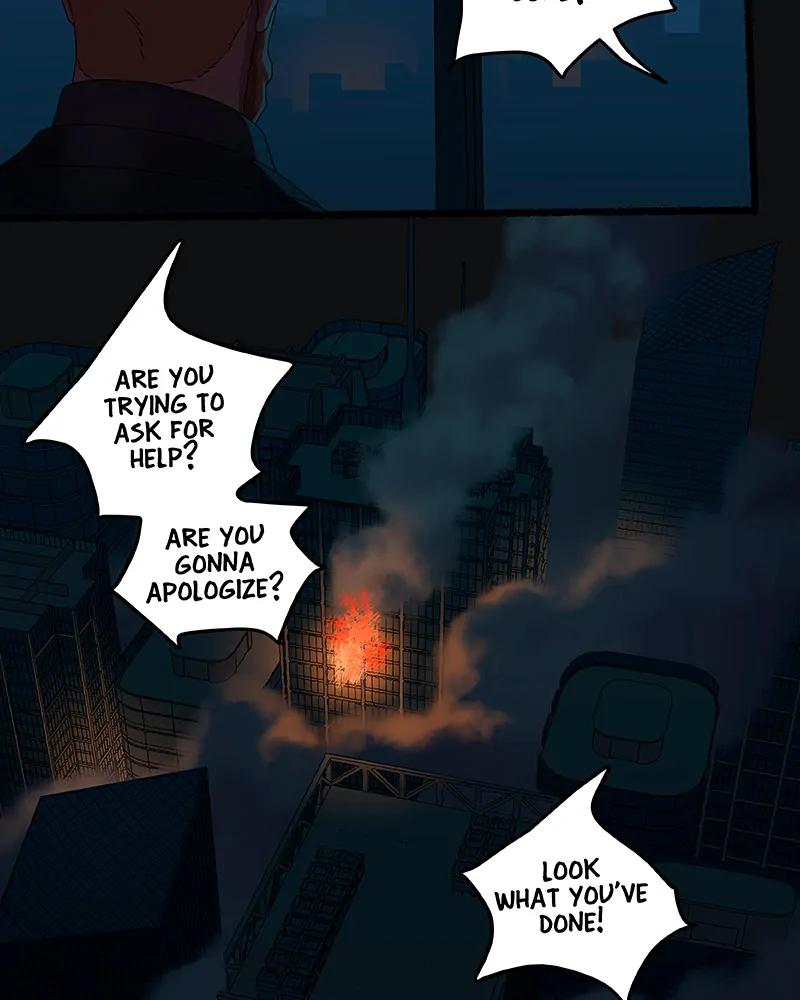 ARE YOU
TRYING TO
ASK FOR
HELP?
ARE YOU
GONNA
APOLOGIZE?
LOOK
WHAT YOU'VE
DONE!